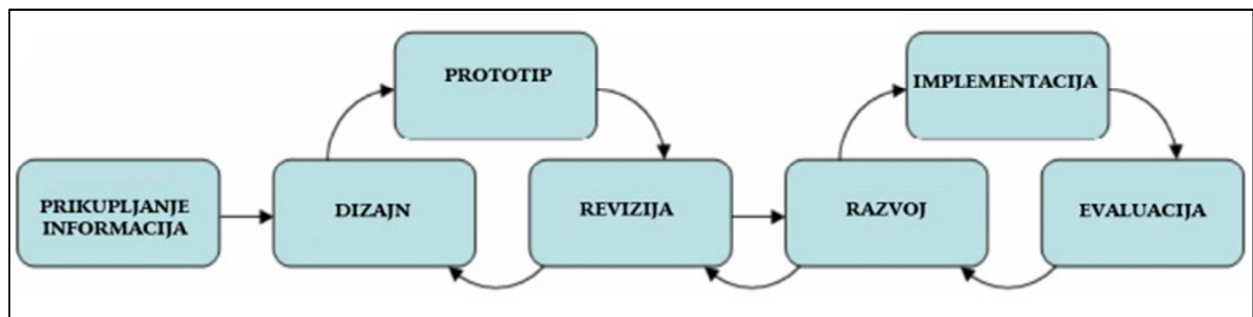 PRIKUPLJANJE
INFORMACIJA
DIZAJN
PROTOTIP
REVIZIJA
RAZVOJ
IMPLEMENTACIJA
EVALUACIJA